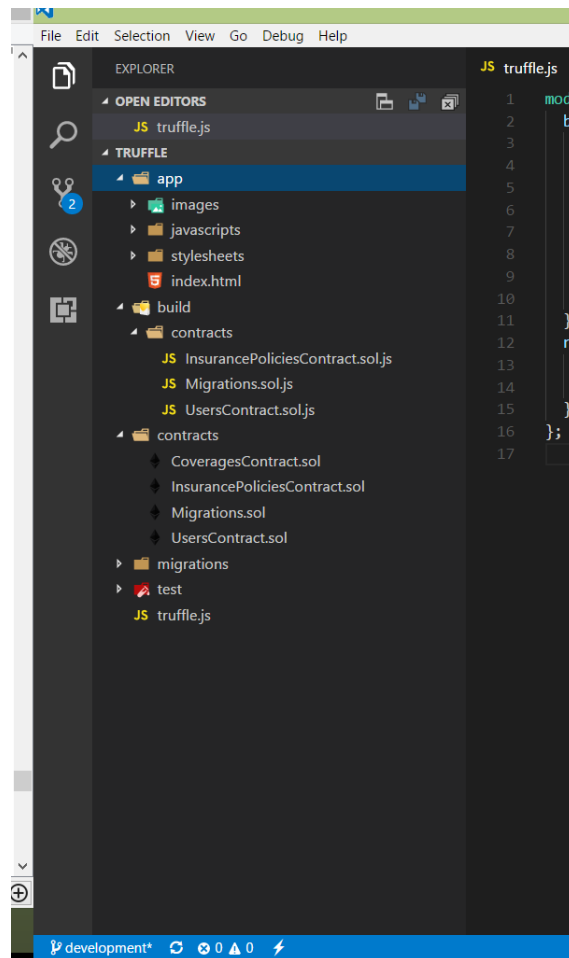 File Edit Selection View Go Debug Help
EXPLORER
JS truffle.js
OPEN EDITORS
JS truffle.js
TRUFFLE
app
images
javascripts
stylesheets
5 index.html
build
contracts
JS InsurancePoliciesContract.sol.js
JS Migrations.sol.js
JS UsersContract.sol.js
contracts
CoveragesContract.sol
InsurancePoliciesContract.sol
Migrations.sol
UsersContract.sol
migrations
test
JS truffle.js
2
1 mod
2 b
3
4
5
6
7
8
9
10
11 }
12 r
13
14
15 }
16 };
17
development* 0 0